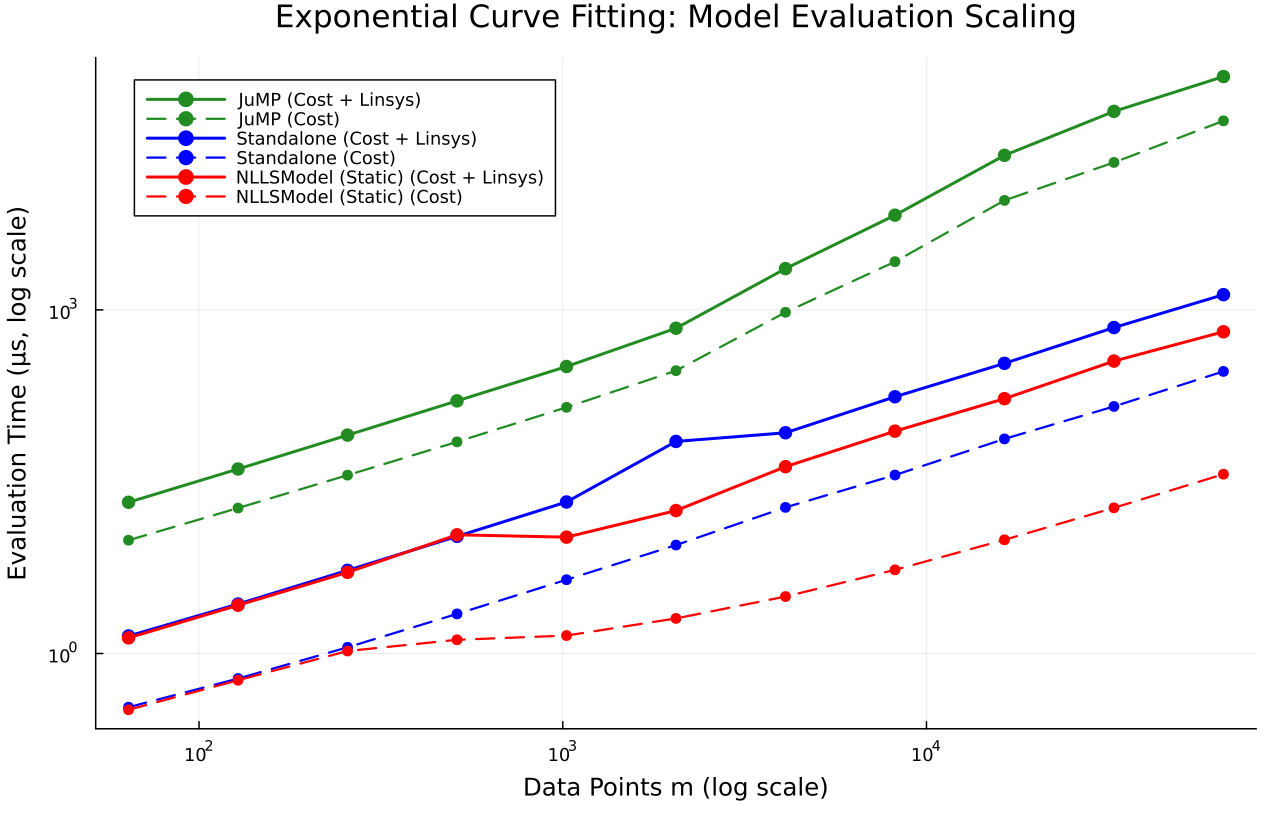 Exponential Curve Fitting: Model Evaluation Scaling
JuMP (Cost + Linsys)
JuMP (Cost)
Standalone (Cost + Linsys)
Standalone (Cost)
NLLSModel (Static) (Cost + Linsys)
NLLSModel (Static) (Cost)
Evaluation Time (μs, log scale)
10³
10⁰
10² 10³ 10⁴
Data Points m (log scale)